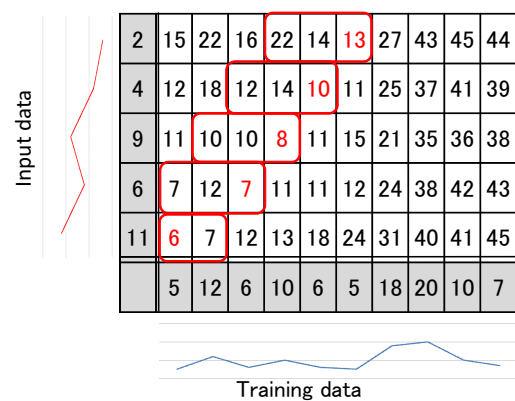 Input data
2 15 22 16 22 14 13 27 43 45 44
4 12 18 12 14 10 11 25 37 41 39
9 11 10 10 8 11 15 21 35 36 38
6 7 12 7 11 11 12 24 38 42 43
11 6 7 12 13 18 24 31 40 41 45
5 12 6 10 6 5 18 20 10 7
Training data